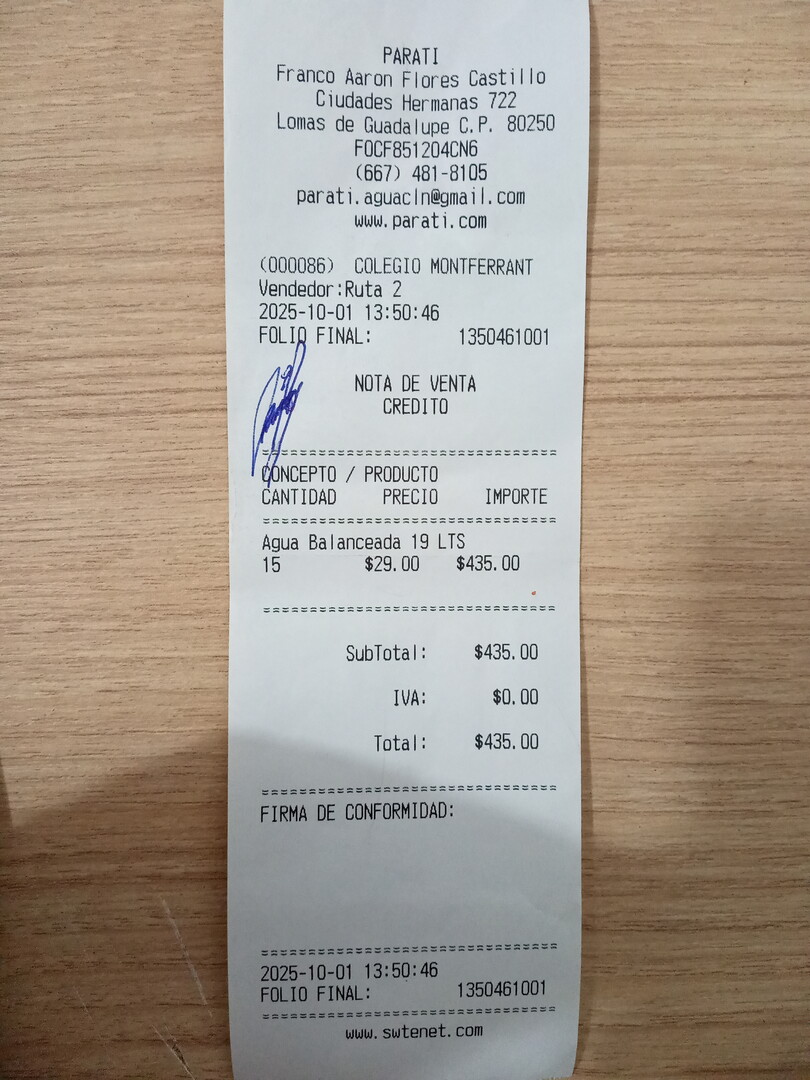 PARATI
Franco Aaron Flores Castillo
Ciudades Hermanas 722
Lomas de Guadalupe C.P. 80250
FOCF851204CN6
(667) 481-8105
parati.aguacln@gmail.com
www.parati.com
(000086) COLEGIO MONTFERRANT
Vendedor:Ruta 2
2025-10-01 13:50:46
FOLIO FINAL: 1350461001
NOTA DE VENTA
CREDITO
================================
CONCEPTO / PRODUCTO
CANTIDAD PRECIO IMPORTE
================================
Agua Balanceada 19 LTS
15 $29.00 $435.00
================================
SubTotal: $435.00
IVA: $0.00
Total: $435.00
================================
FIRMA DE CONFORMIDAD:
================================
2025-10-01 13:50:46
FOLIO FINAL: 1350461001
================================
www.swtenet.com